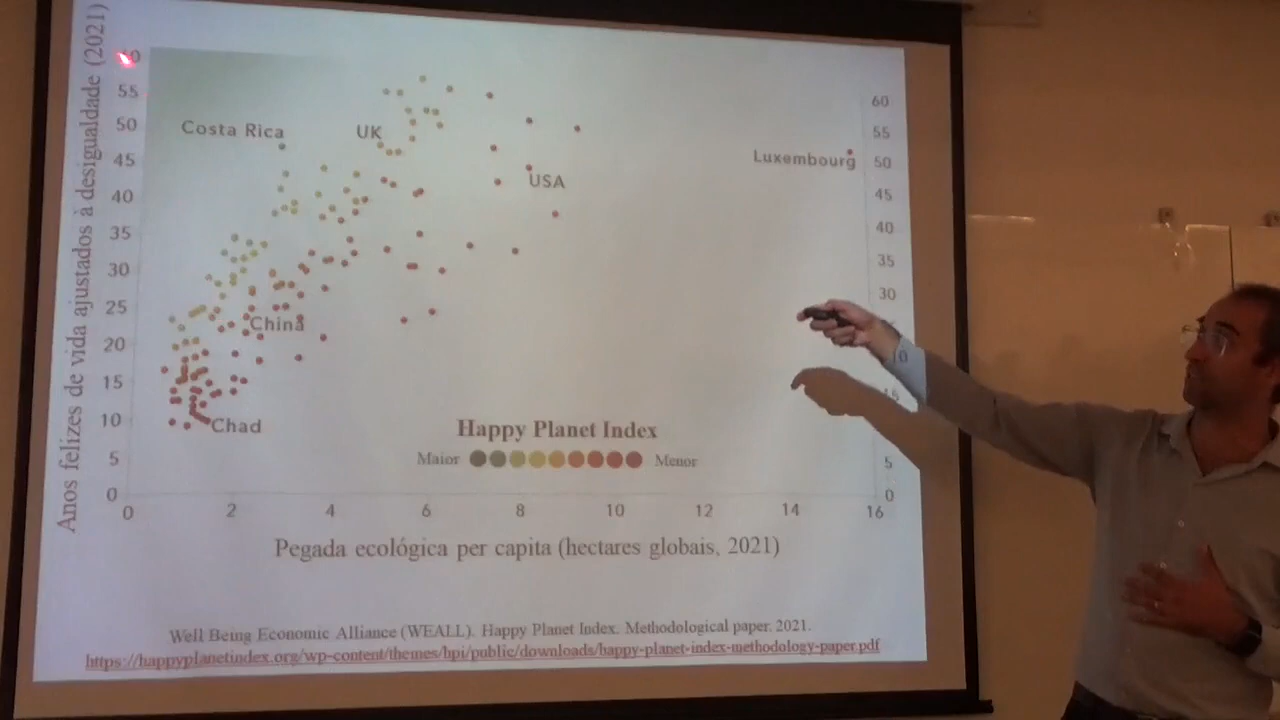 Anos felizes de vida ajustados à desigualdade (2021)
55
50
45
40
35
30
25
20
15
10
5
0
Costa Rica
UK
USA
Luxembourg
China
Chad
60
55
50
45
40
35
30
5
0
Happy Planet Index
Maior
Menor
0 2 4 6 8 10 12 14 16
Pegada ecológica per capita (hectares globais, 2021)
Well Being Economic Alliance (WEALL). Happy Planet Index. Methodological paper. 2021.
https://happyplanetindex.org/wp-content/themes/hpi/public/downloads/happy-planet-index-methodology-paper.pdf